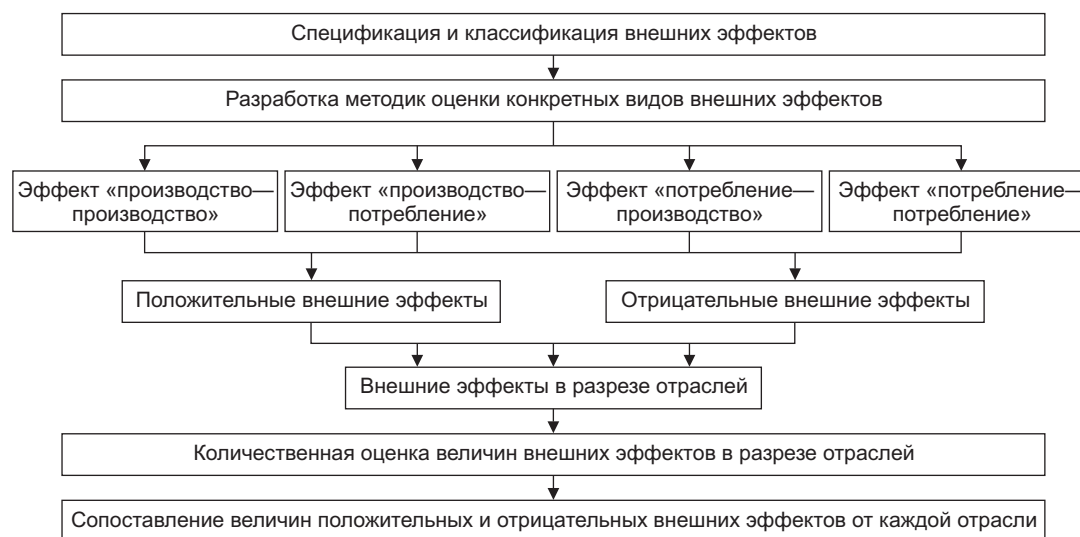 Спецификация и классификация внешних эффектов
Разработка методик оценки конкретных видов внешних эффектов
Эффект «производство—
производство»
Эффект «производство—
потребление»
Эффект «потребление—
производство»
Эффект «потребление—
потребление»
Положительные внешние эффекты
Отрицательные внешние эффекты
Внешние эффекты в разрезе отраслей
Количественная оценка величин внешних эффектов в разрезе отраслей
Сопоставление величин положительных и отрицательных внешних эффектов от каждой отрасли